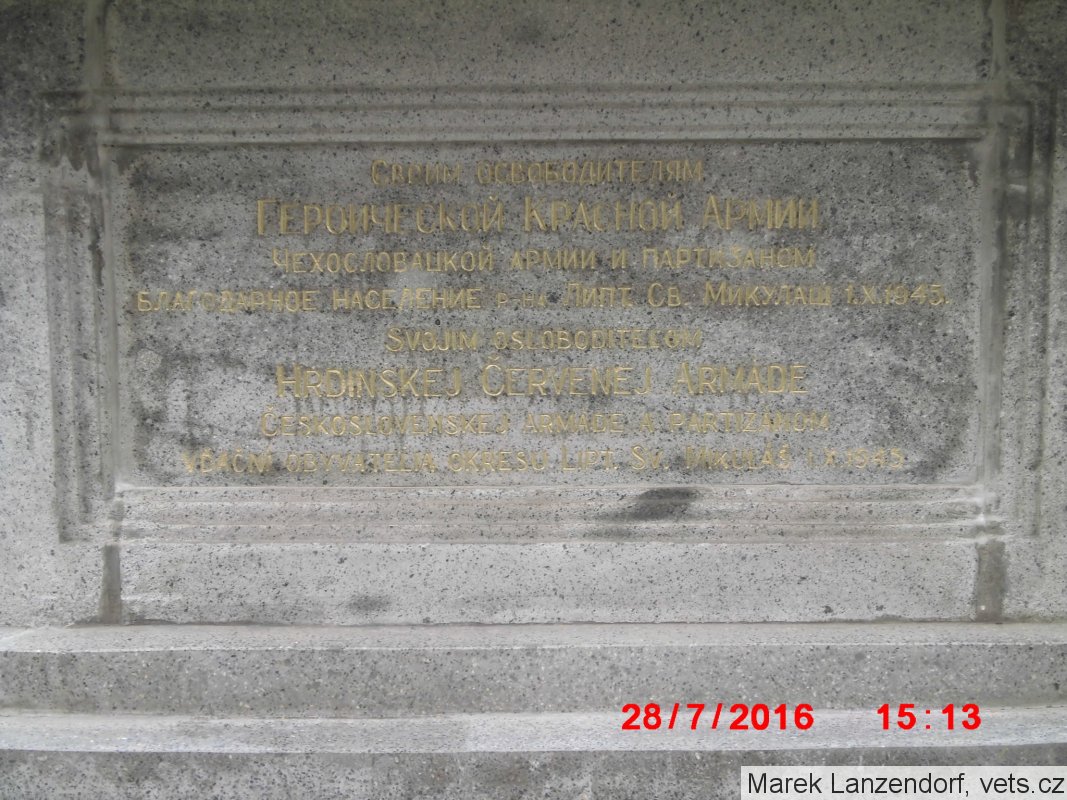 Своим освободителям
Героической Красной Армии
Чехословацкой армии и партизаном
благодарное население р-на Липт. Св. Микулаш 1.X.1945.
Svojim osloboditeľom
Hrdinskej Červenej Armáde
Československej armáde a partizánom
vďační obyvatelia okresu Lipt. Sv. Mikuláš 1.X.1945
28/7/2016 15:13
Marek Lanzendorf, vets.cz